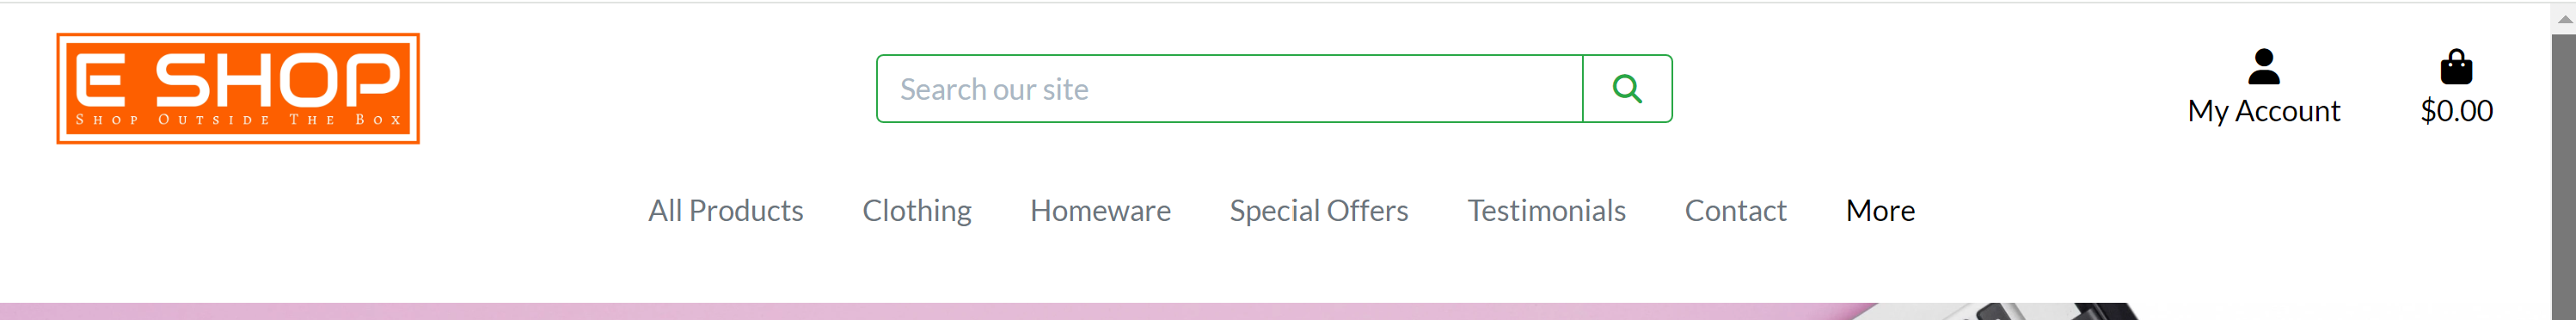 E SHOP
Shop Outside The Box
Search our site
My Account
$0.00
All Products Clothing Homeware Special Offers Testimonials Contact More